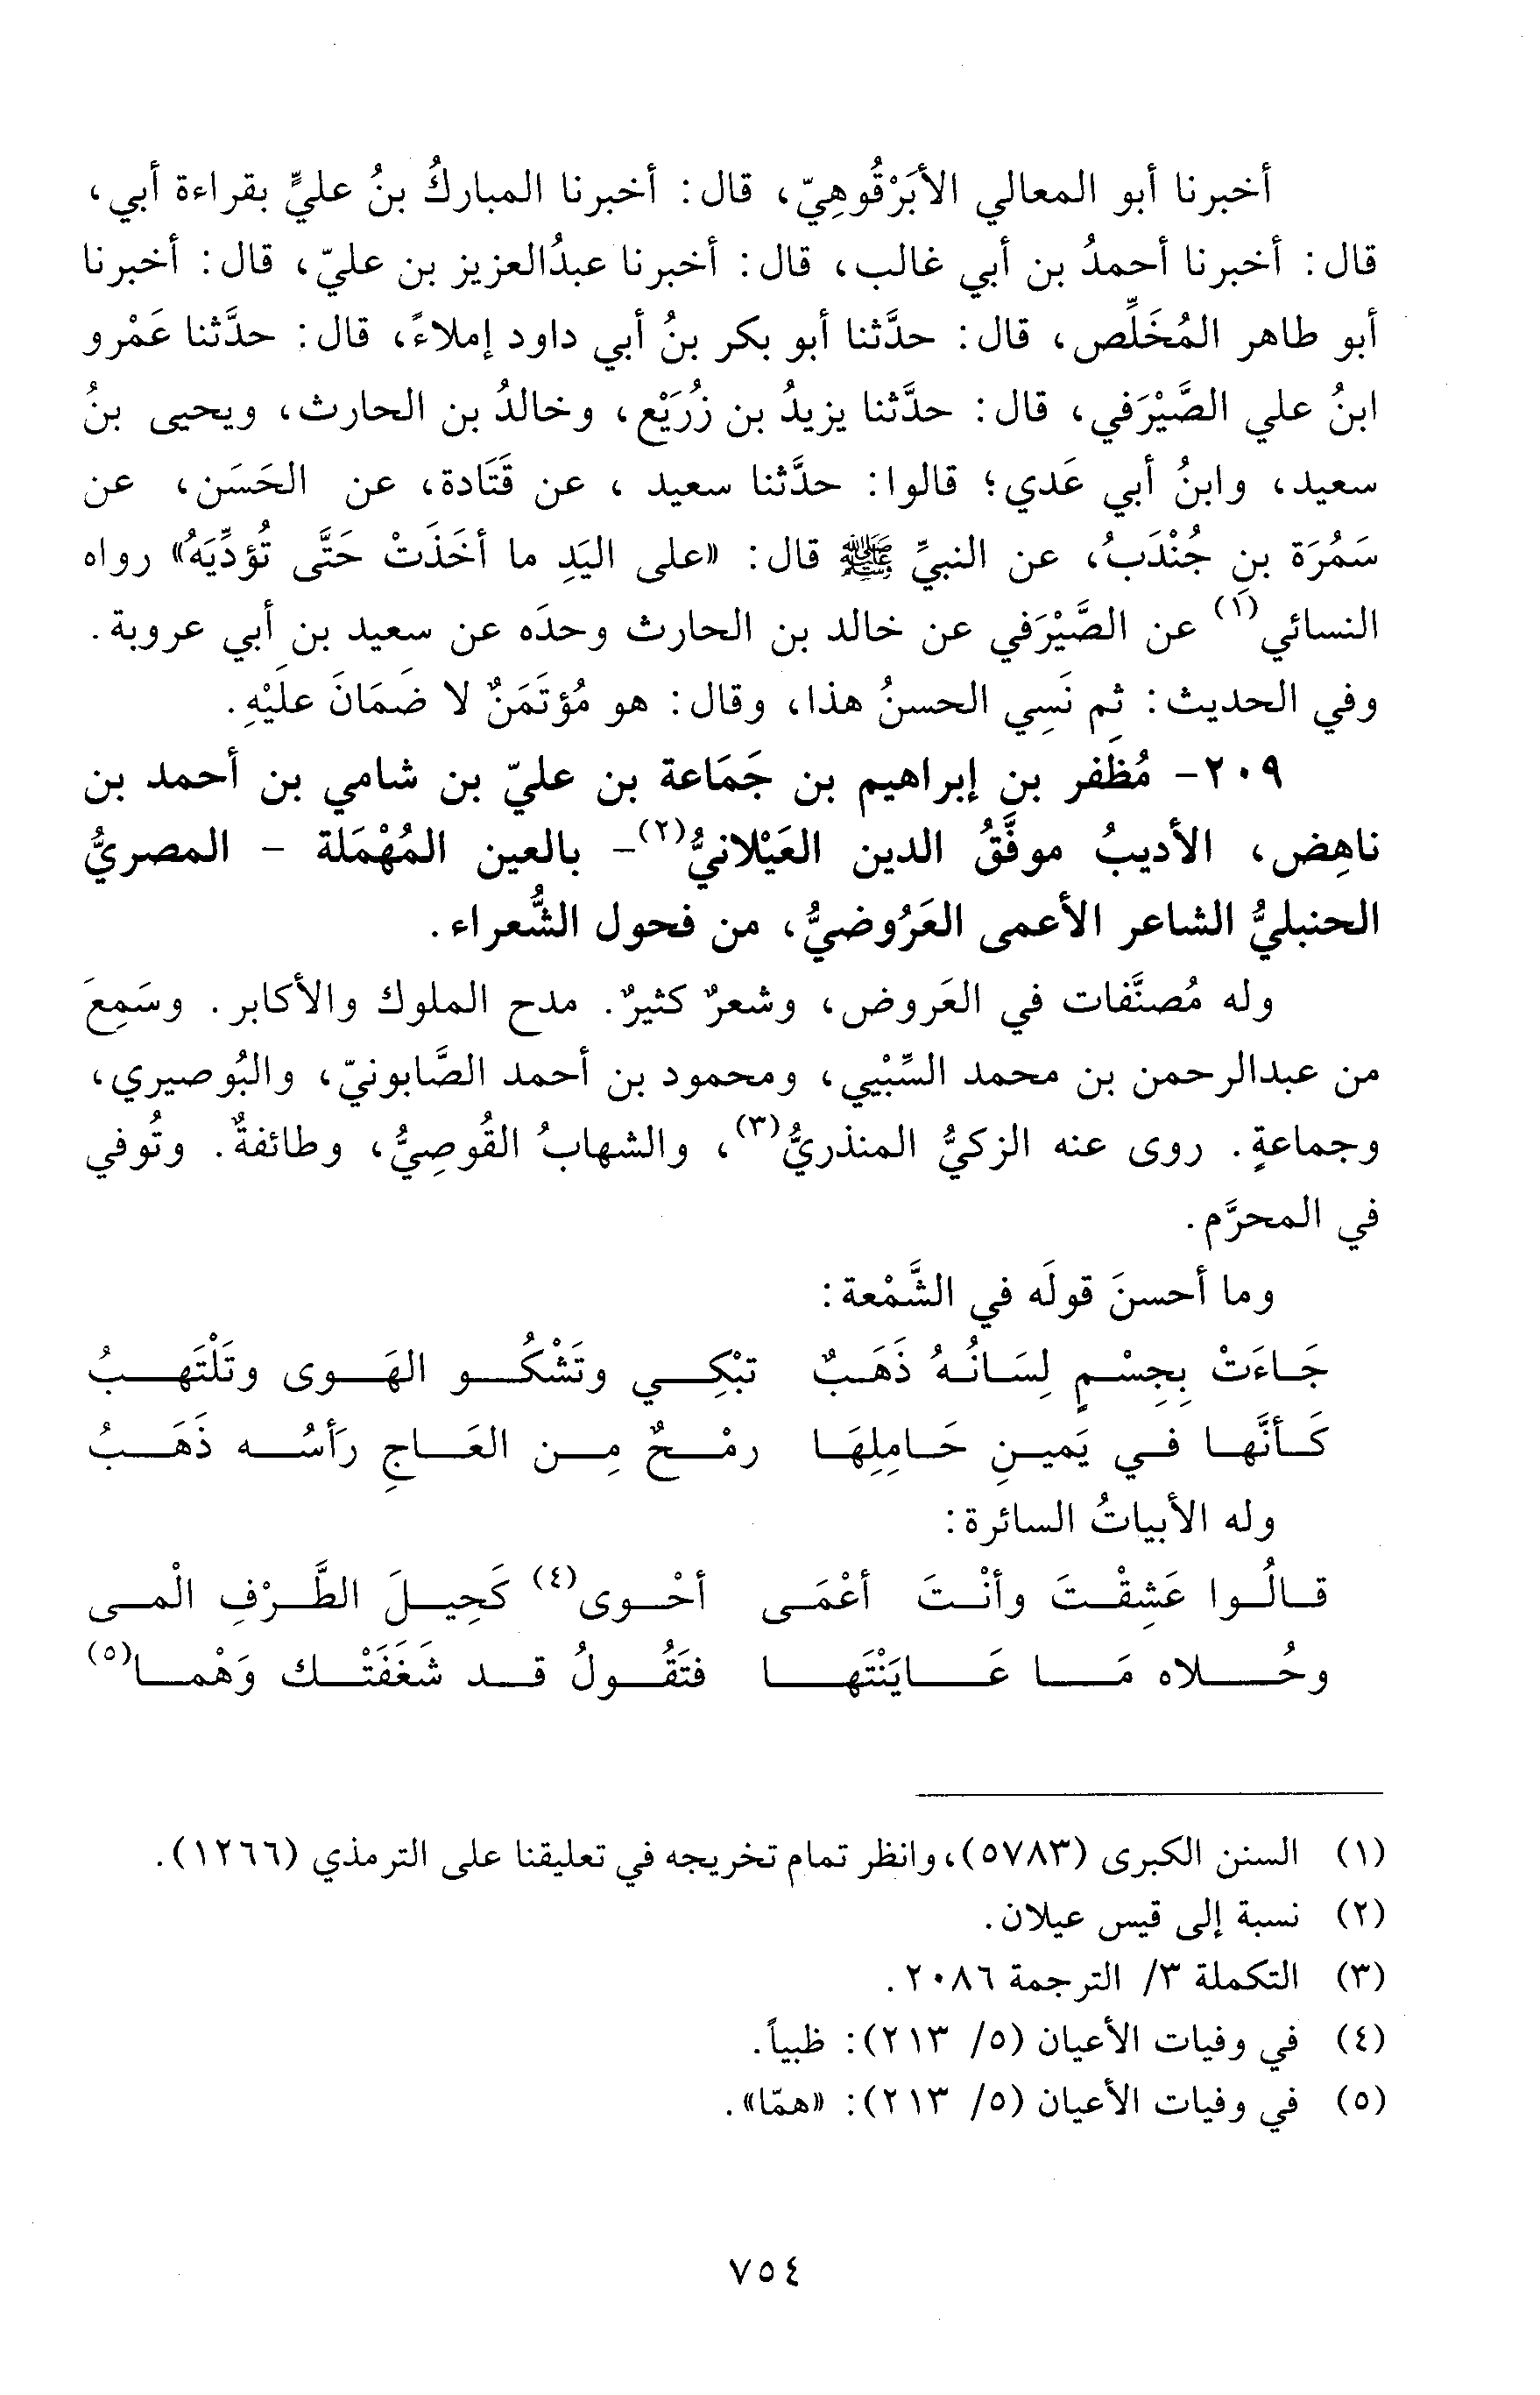 أخبرنا أبو المعالي الأبَرْقُوهِيّ، قال: أخبرنا المباركُ بنُ عليٍّ بقراءة أبي،
قال: أخبرنا أحمدُ بن أبي غالب، قال: أخبرنا عبدُالعزيز بن عليّ، قال: أخبرنا
أبو طاهر المُخَلِّص، قال: حدَّثنا أبو بكر بنُ أبي داود إملاءً، قال: حدَّثنا عَمْرو
ابنُ علي الصَّيْرَفي، قال: حدَّثنا يزيدُ بن زُرَيْع، وخالدُ بن الحارث، ويحيى بنُ
سعيد، وابنُ أبي عَدي؛ قالوا: حدَّثنا سعيد ، عن قَتَادة، عن الحَسَن، عن
سَمُرَة بنِ جُنْدَبُ، عن النبيِّ ﷺ قال: «على اليَدِ ما أخَذَتْ حَتَّى تُؤدِّيَهُ» رواه
النسائي(١) عن الصَّيْرَفي عن خالد بن الحارث وحدَه عن سعيد بن أبي عروبة.
وفي الحديث: ثم نَسِي الحسنُ هذا، وقال: هو مُؤتَمَنٌ لا ضَمَانَ علَيْهِ.
٢٠٩- مُظَفر بن إبراهيم بن جَمَاعة بن عليّ بن شامي بن أحمد بن
ناهِض، الأديبُ موفَّقُ الدين العَيْلانيُّ(٢)- بالعين المُهْمَلة - المصريُّ
الحنبليُّ الشاعر الأعمى العَرُوضيُّ، من فحول الشُّعراء.
وله مُصنَّفات في العَروض، وشعرٌ كثيرٌ. مدح الملوك والأكابر. وسَمِعَ
من عبدالرحمن بن محمد السِّبْيي، ومحمود بن أحمد الصَّابونيّ، والبُوصيري،
وجماعةٍ. روى عنه الزكيُّ المنذريُّ(٣)، والشهابُ القُوصِيُّ، وطائفةٌ. وتُوفي
في المحرَّم.
وما أحسنَ قولَه في الشَّمْعة:
جَاءَتْ بِجِسْمٍ لِسَانُهُ ذَهَبٌ تبْكِي وتَشْكُو الهَوى وتَلْتَهبُ
كَأنَّها في يَمينِ حَامِلِهَا رمْحٌ مِن العَاجِ رَأسُه ذَهَبُ
وله الأبياتُ السائرة:
قالُوا عَشِقْتَ وأنْتَ أعْمَى أحْوى(٤) كَحِيلَ الطَّرْفِ الْمى
وحُلاه مَا عَايَنْتَها فتَقُولُ قد شَغَفَتْك وَهْما(٥)
(١) السنن الكبرى (٥٧٨٣)، وانظر تمام تخريجه في تعليقنا على الترمذي (١٢٦٦).
(٢) نسبة إلى قيس عيلان.
(٣) التكملة ٣/ الترجمة ٢٠٨٦.
(٤) في وفيات الأعيان (٥/ ٢١٣): ظبياً.
(٥) في وفيات الأعيان (٥/ ٢١٣): «همّا».
٧٥٤